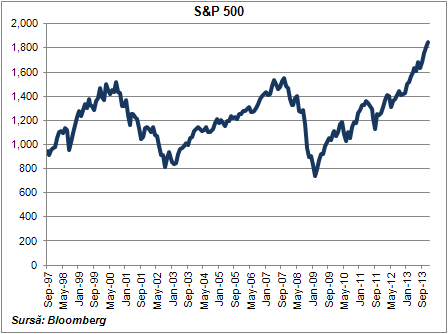 S&P 500
2,000
1,800
1,600
1,400
1,200
1,000
800
600
400
200
0
Sep-97
May-98
Jan-99
Sep-99
May-00
Jan-01
Sep-01
May-02
Jan-03
Sep-03
May-04
Jan-05
Sep-05
May-06
Jan-07
Sep-07
May-08
Jan-09
Sep-09
May-10
Jan-11
Sep-11
May-12
Jan-13
Sep-13
Sursă: Bloomberg